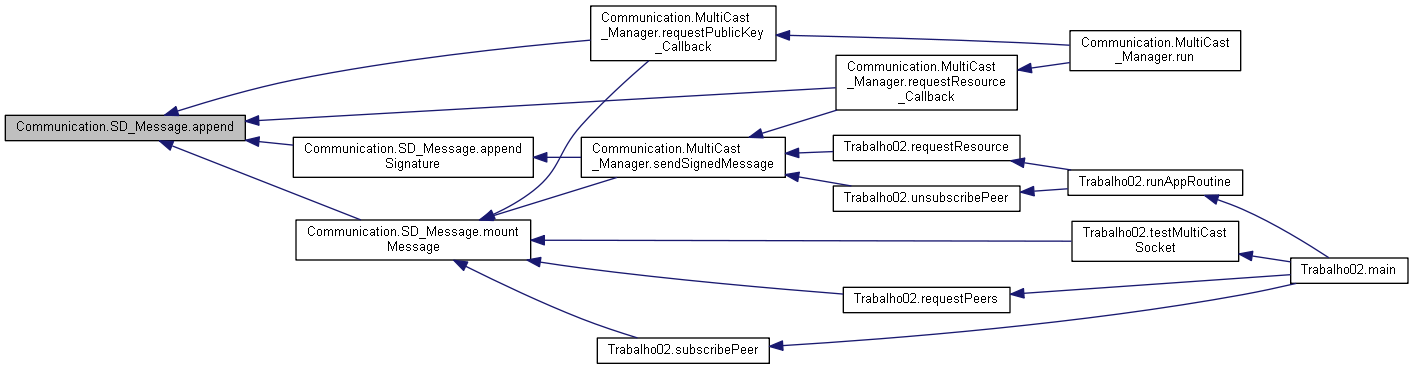 Communication.MultiCast
_Manager.requestPublicKey
_Callback
Communication.MultiCast
_Manager.run
Communication.MultiCast
_Manager.requestResource
_Callback
Communication.SD_Message.append
Communication.SD_Message.append
Signature
Communication.MultiCast
_Manager.sendSignedMessage
Trabalho02.requestResource
Trabalho02.runAppRoutine
Trabalho02.unsubscribePeer
Communication.SD_Message.mount
Message
Trabalho02.testMultiCast
Socket
Trabalho02.main
Trabalho02.requestPeers
Trabalho02.subscribePeer